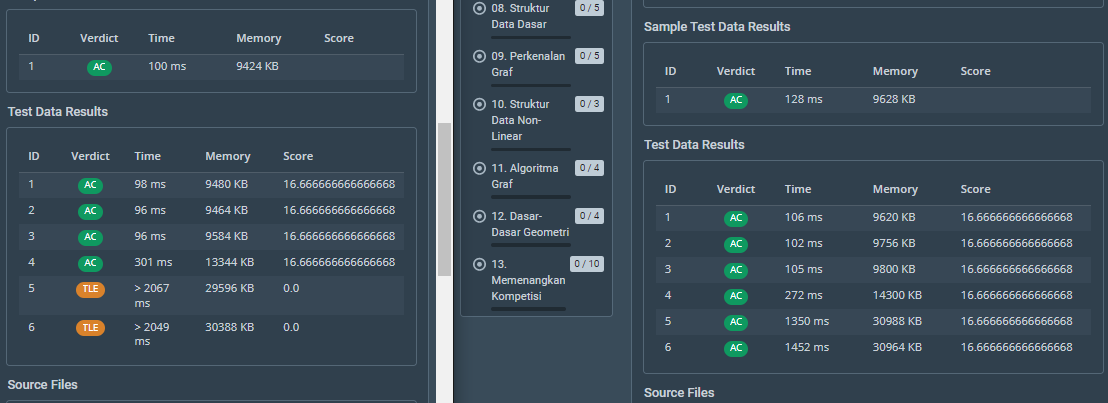 ID Verdict Time Memory Score
1 AC 100 ms 9424 KB
Test Data Results
ID Verdict Time Memory Score
1 AC 98 ms 9480 KB 16.666666666666668
2 AC 96 ms 9464 KB 16.666666666666668
3 AC 96 ms 9584 KB 16.666666666666668
4 AC 301 ms 13344 KB 16.666666666666668
5 TLE > 2067 29596 KB 0.0
ms
6 TLE > 2049 30388 KB 0.0
ms
Source Files
08. Struktur 0 / 5
Data Dasar
09. Perkenalan 0 / 5
Graf
10. Struktur 0 / 3
Data Non-
Linear
11. Algoritma 0 / 4
Graf
12. Dasar- 0 / 4
Dasar Geometri
13. 0 / 10
Memenangkan
Kompetisi
Sample Test Data Results
ID Verdict Time Memory Score
1 AC 128 ms 9628 KB
Test Data Results
ID Verdict Time Memory Score
1 AC 106 ms 9620 KB 16.666666666666668
2 AC 102 ms 9756 KB 16.666666666666668
3 AC 105 ms 9800 KB 16.666666666666668
4 AC 272 ms 14300 KB 16.666666666666668
5 AC 1350 ms 30988 KB 16.666666666666668
6 AC 1452 ms 30964 KB 16.666666666666668
Source Files